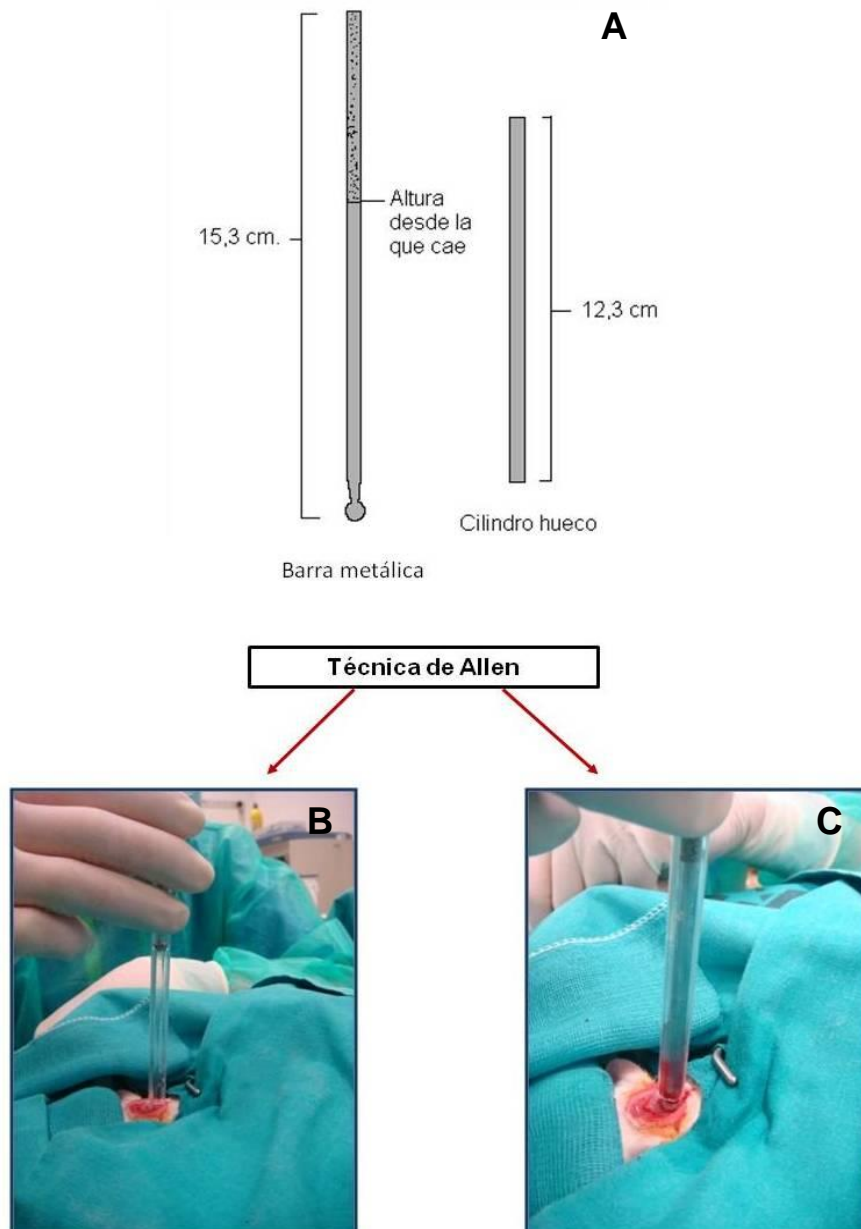 A
15,3 cm.
Altura
desde la
que cae
12,3 cm
Cilindro hueco
Barra metálica
Técnica de Allen
B
C